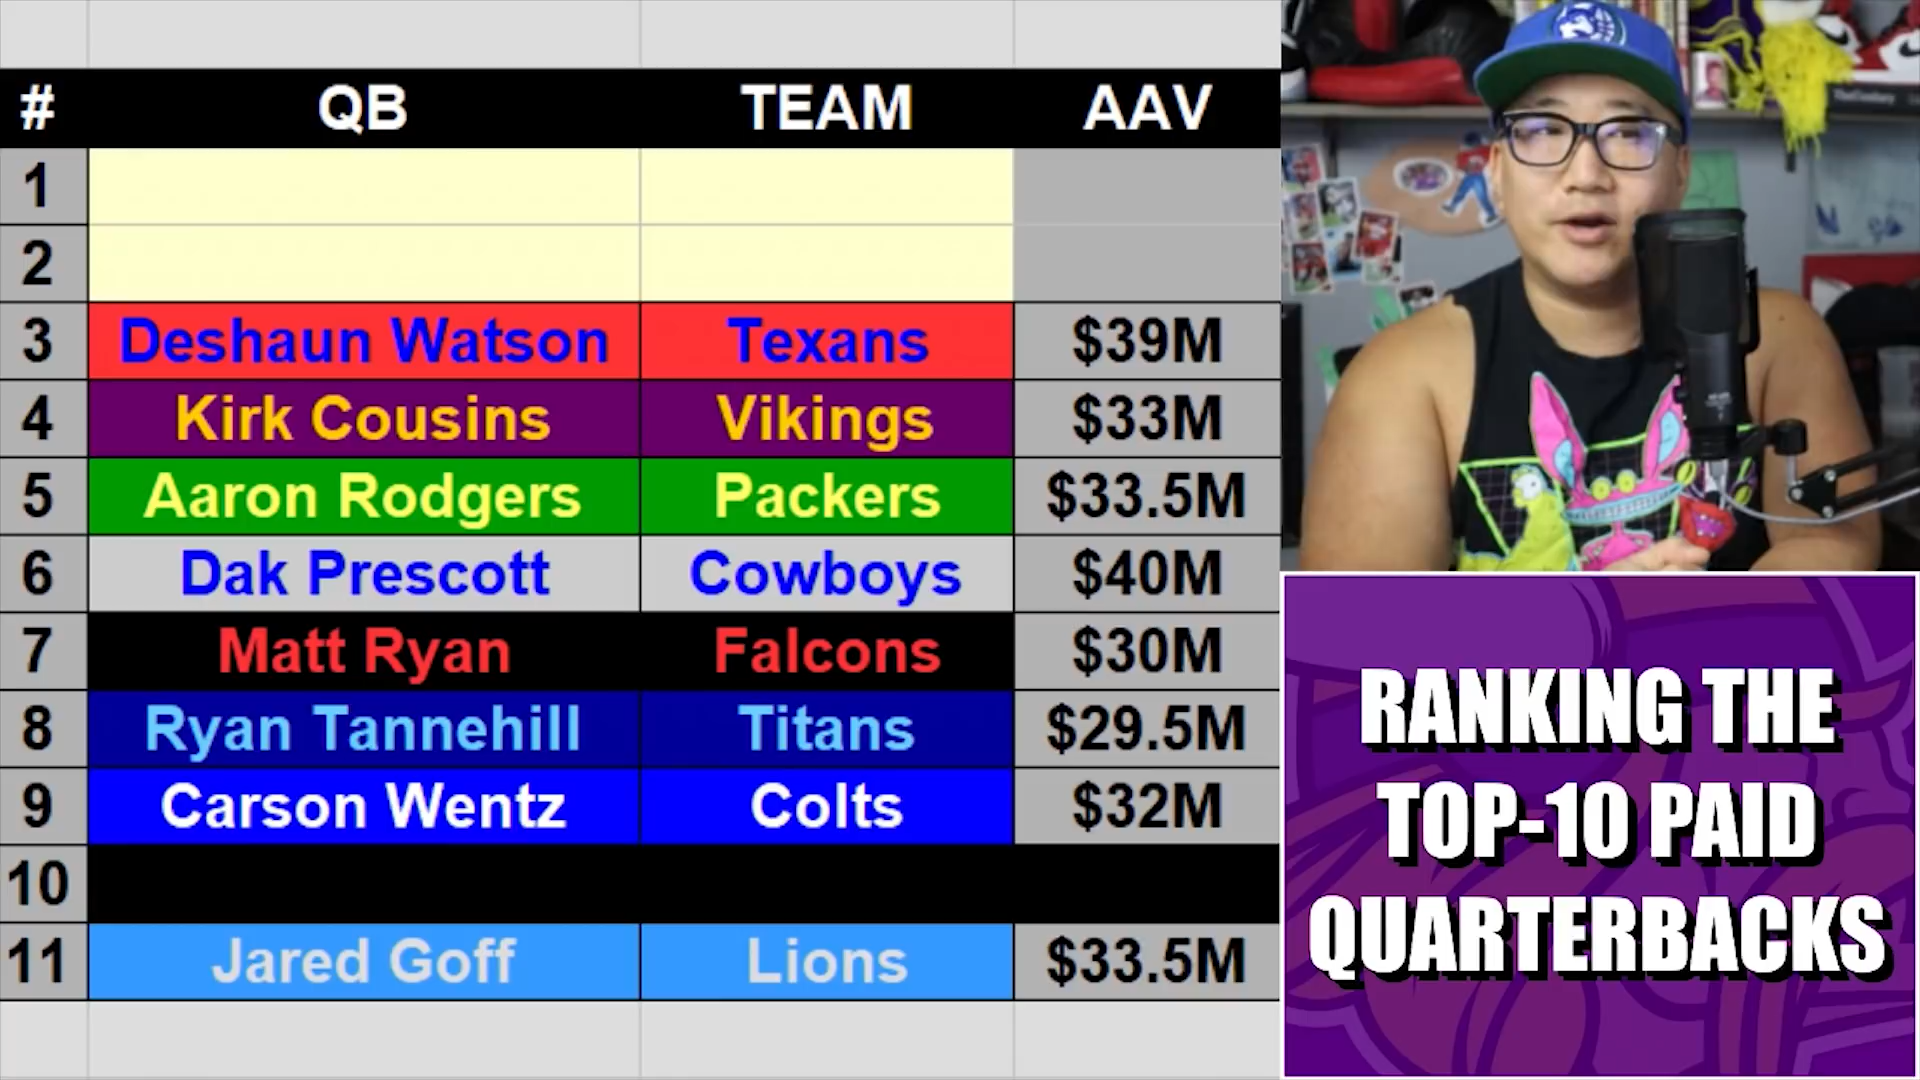 # QB TEAM AAV
1
2
3 Deshaun Watson Texans $39M
4 Kirk Cousins Vikings $33M
5 Aaron Rodgers Packers $33.5M
6 Dak Prescott Cowboys $40M
7 Matt Ryan Falcons $30M
8 Ryan Tannehill Titans $29.5M
9 Carson Wentz Colts $32M
10
11 Jared Goff Lions $33.5M
RANKING THE
TOP-10 PAID
QUARTERBACKS